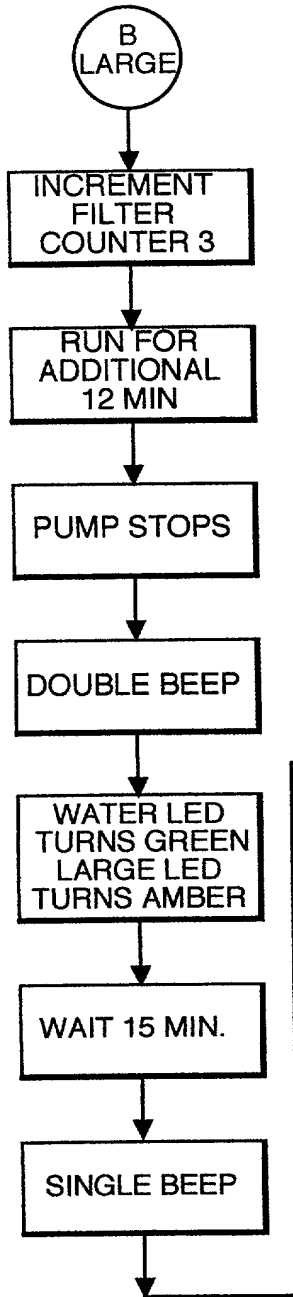 B
LARGE
INCREMENT
FILTER
COUNTER 3
RUN FOR
ADDITIONAL
12 MIN
PUMP STOPS
DOUBLE BEEP
WATER LED
TURNS GREEN
LARGE LED
TURNS AMBER
WAIT 15 MIN.
SINGLE BEEP